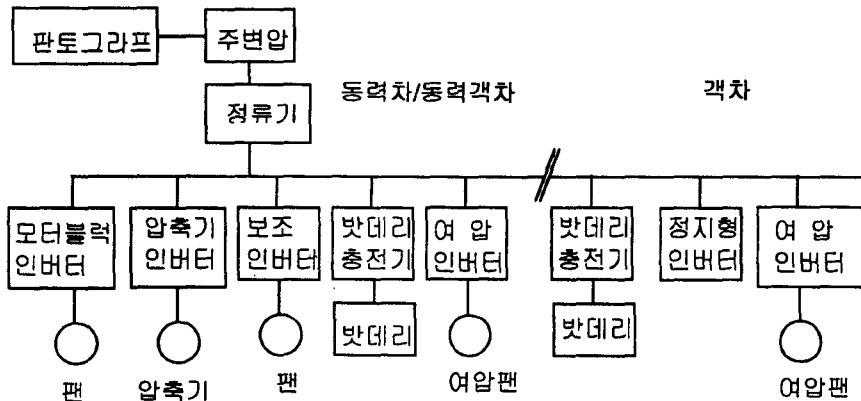 판토그라프
주변압
정류기
동력차/동력객차
객차
모터블럭
인버터
압축기
인버터
보조
인버터
밧데리
충전기
여 압
인버터
밧데리
충전기
정지형
인버터
여 압
인버터
밧데리
밧데리
팬
압축기
팬
여압팬
여압팬